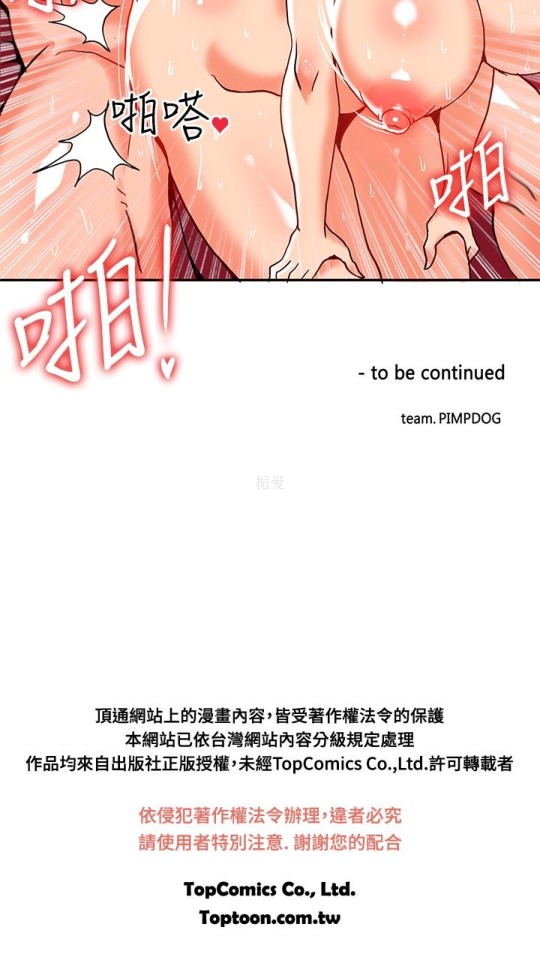 啪嗒
啪
啪!
- to be continued
team. PIMPDOG
栀爱
頂通網站上的漫畫內容,皆受著作權法令的保護
本網站已依台灣網站內容分級規定處理
作品均來自出版社正版授權,未經TopComics Co.,Ltd.許可轉載者
依侵犯著作權法令辦理,違者必究
請使用者特別注意. 謝謝您的配合
TopComics Co., Ltd.
Toptoon.com.tw